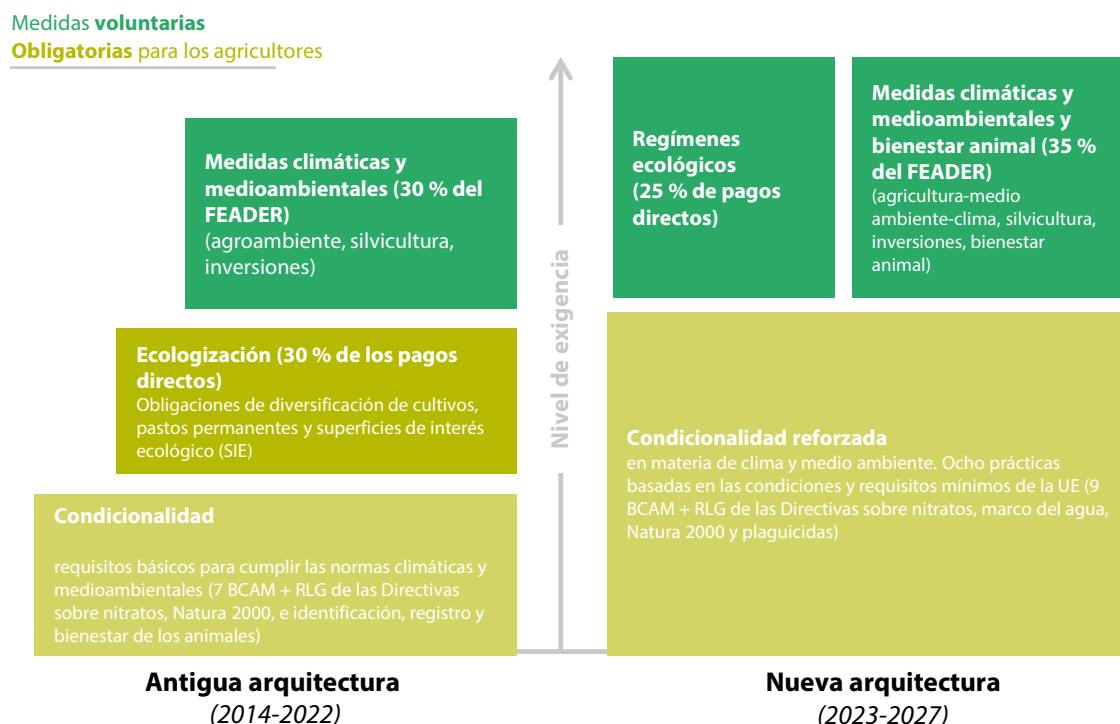 Medidas voluntarias
Obligatorias para los agricultores
Medidas climáticas y
medioambientales (30 % del
FEADER)
(agroambiente, silvicultura,
inversiones)
Ecologización (30 % de los pagos
directos)
Obligaciones de diversificación de cultivos,
pastos permanentes y superficies de interés
ecológico (SIE)
Condicionalidad
requisitos básicos para cumplir las normas climáticas y
medioambientales (7 BCAM + RLG de las Directivas
sobre nitratos, Natura 2000, e identificación, registro y
bienestar de los animales)
Antigua arquitectura
(2014-2022)
Nivel de exigencia
Regímenes
ecológicos
(25 % de pagos
directos)
Medidas climáticas y
medioambientales y
bienestar animal (35 %
del FEADER)
(agricultura-medio
ambiente-clima, silvicultura,
inversiones, bienestar
animal)
Condicionalidad reforzada
en materia de clima y medio ambiente. Ocho prácticas
basadas en las condiciones y requisitos mínimos de la UE (9
BCAM + RLG de las Directivas sobre nitratos, marco del agua,
Natura 2000 y plaguicidas)
Nueva arquitectura
(2023-2027)